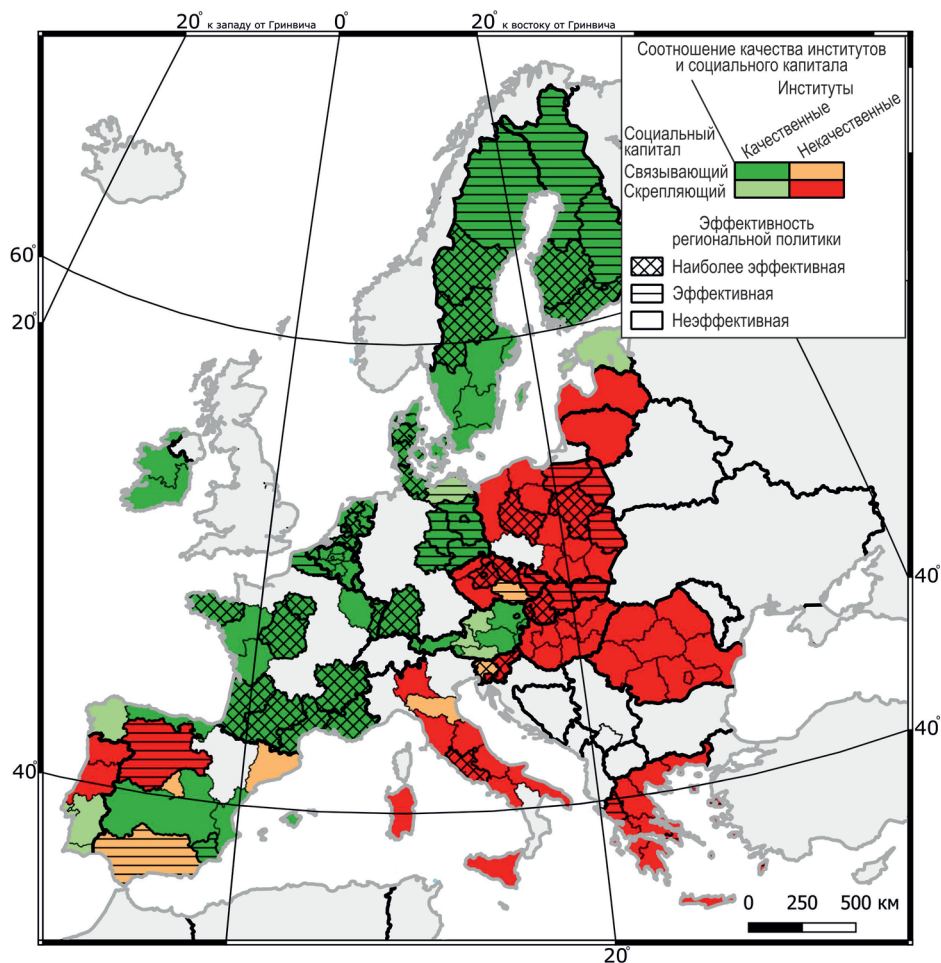 20° к западу от Гринвича
0°
20° к востоку от Гринвича
Соотношение качества институтов
и социального капитала
Институты
Качественные
Некачественные
Социальный
капитал
Связывающий
Скрепляющий
Эффективность
региональной политики
Наиболее эффективная
Эффективная
Неэффективная
60°
20°
40°
40°
40°
0 250 500 км
20°